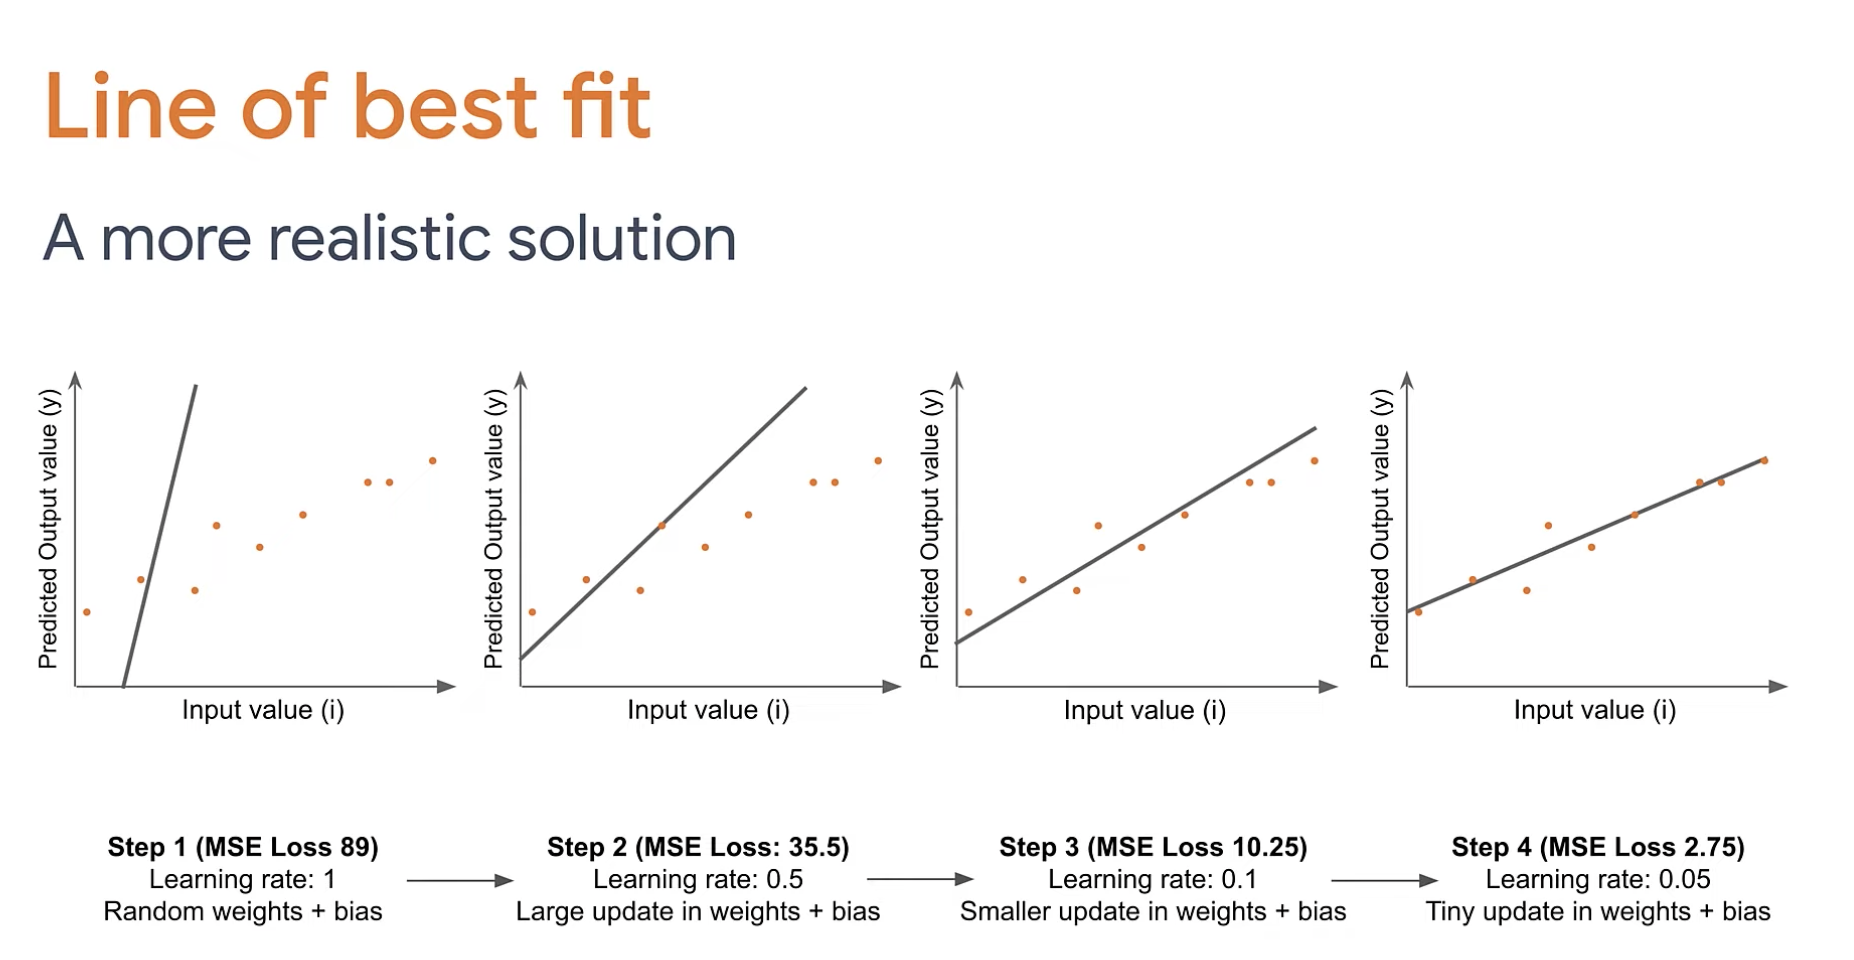 Line of best fit
A more realistic solution
Predicted Output value (y)
Input value (i)
Predicted Output value (y)
Input value (i)
Predicted Output value (y)
Input value (i)
Predicted Output value (y)
Input value (i)
Step 1 (MSE Loss 89)
Learning rate: 1
Random weights + bias
Step 2 (MSE Loss: 35.5)
Learning rate: 0.5
Large update in weights + bias
Step 3 (MSE Loss 10.25)
Learning rate: 0.1
Smaller update in weights + bias
Step 4 (MSE Loss 2.75)
Learning rate: 0.05
Tiny update in weights + bias